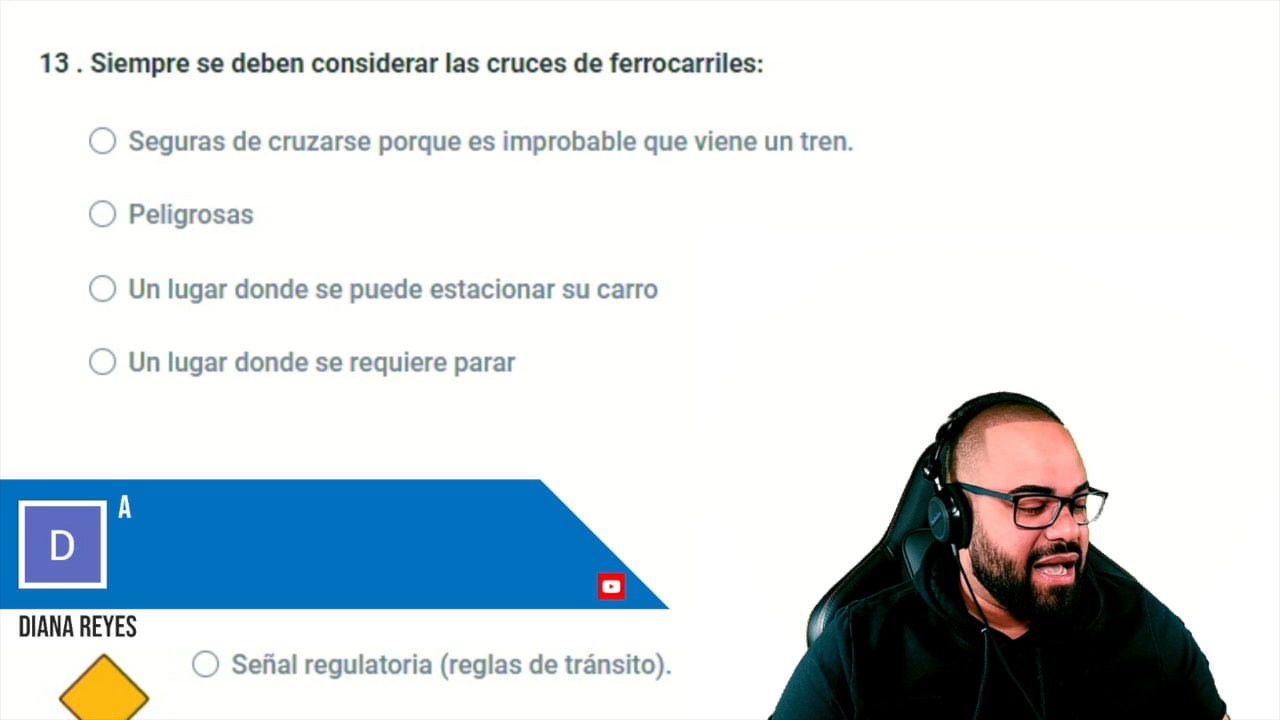 13 . Siempre se deben considerar las cruces de ferrocarriles:
Seguras de cruzarse porque es improbable que viene un tren.
Peligrosas
Un lugar donde se puede estacionar su carro
Un lugar donde se requiere parar
A
D
DIANA REYES
Señal regulatoria (reglas de tránsito).